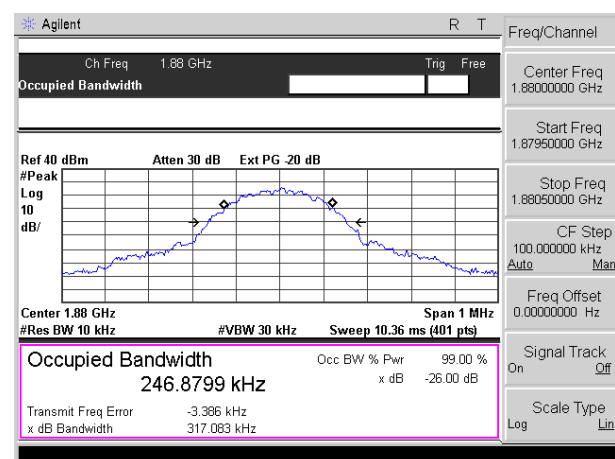 Agilent R T
Freq/Channel
Ch Freq 1.88 GHz Trig Free
Occupied Bandwidth
Center Freq
1.88000000 GHz
Start Freq
1.87950000 GHz
Stop Freq
1.88050000 GHz
CF Step
100.000000 kHz
Auto Man
Freq Offset
0.00000000 Hz
Signal Track
On Off
Scale Type
Log Lin
Ref 40 dBm Atten 30 dB Ext PG -20 dB
#Peak
Log
10
dB/
Center 1.88 GHz Span 1 MHz
#Res BW 10 kHz #VBW 30 kHz Sweep 10.36 ms (401 pts)
Occupied Bandwidth Occ BW % Pwr 99.00 %
246.8799 kHz x dB -26.00 dB
Transmit Freq Error -3.386 kHz
x dB Bandwidth 317.083 kHz